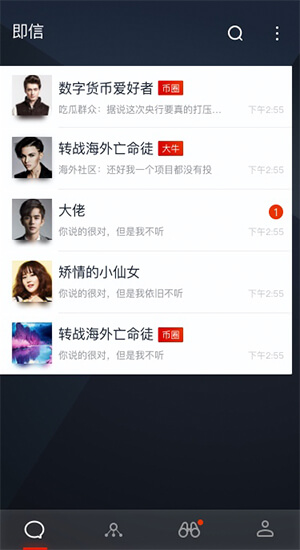 即信
数字货币爱好者 币圈
吃瓜群众：据说这次央行要真的打压... 下午2:55
转战海外亡命徒 大牛
海外社区：还好我一个项目都没有投 下午2:55
大佬 1
你说的很对，但是我不听 下午2:55
矫情的小仙女
你说的很对，但是我依旧不听 下午2:55
转战海外亡命徒 币圈
你说的很对，但是我不听 下午2:55